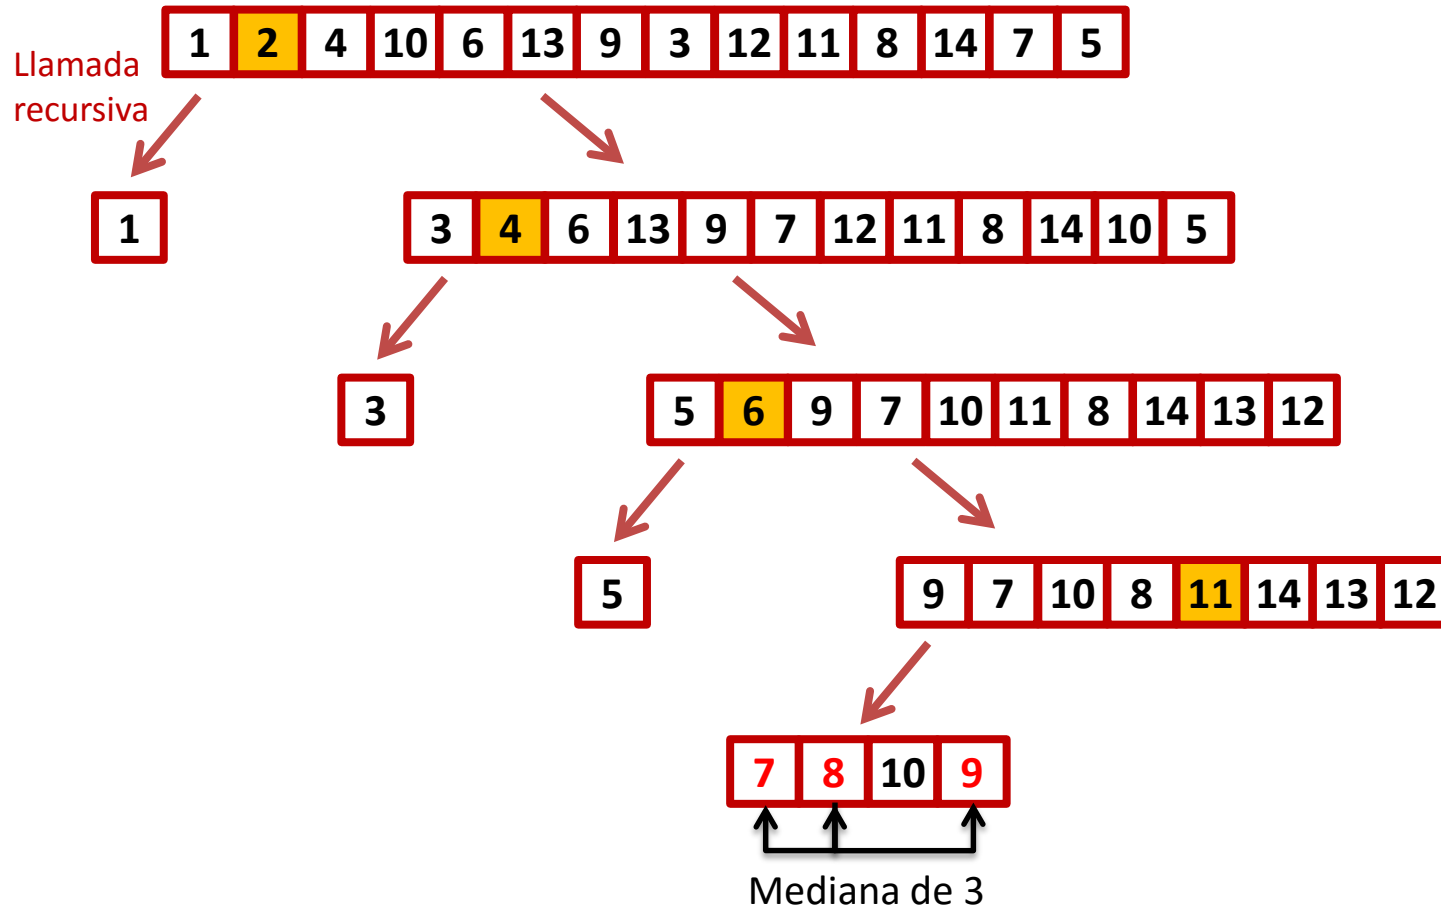 1 2 4 10 6 13 9 3 12 11 8 14 7 5
Llamada
recursiva
1
3 4 6 13 9 7 12 11 8 14 10 5
3
5 6 9 7 10 11 8 14 13 12
5
9 7 10 8 11 14 13 12
7 8 10 9
Mediana de 3